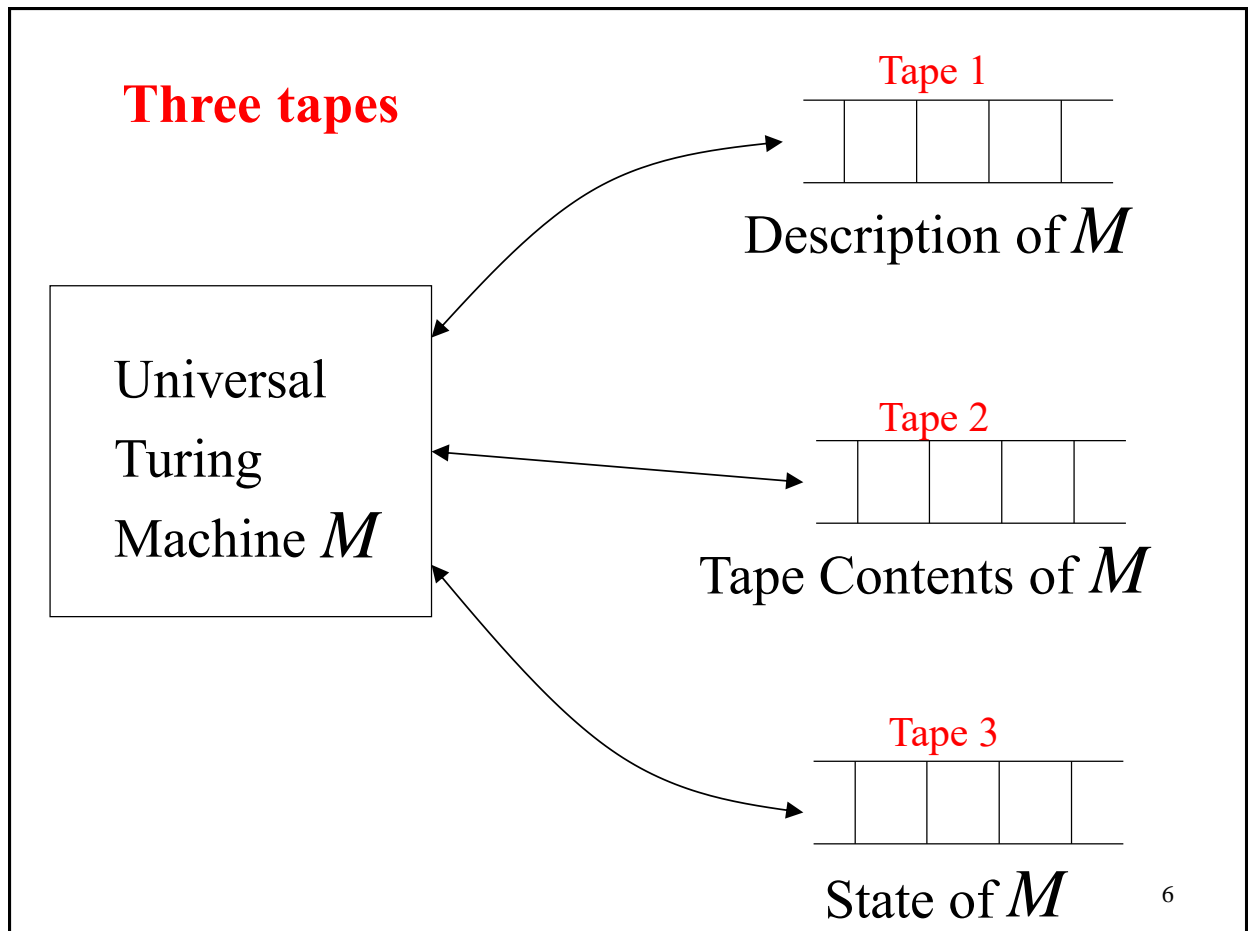 Three tapes
Tape 1
Description of M
Universal
Turing
Machine M
Tape 2
Tape Contents of M
Tape 3
State of M
6